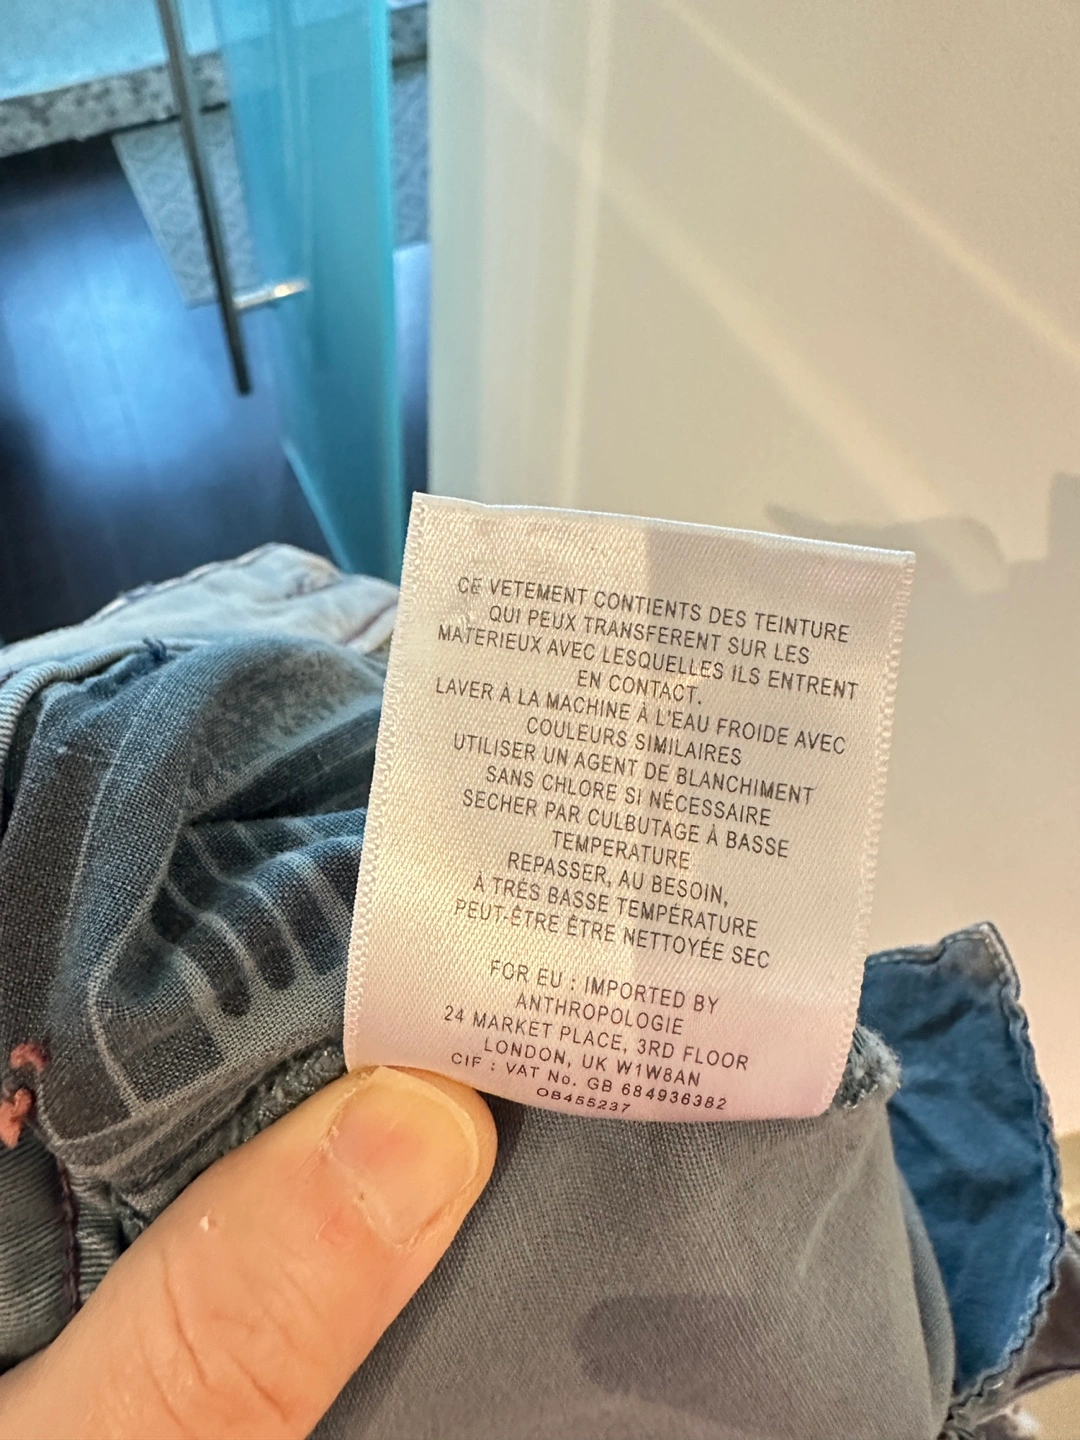 CE VETEMENT CONTIENTS DES TEINTURE
QUI PEUX TRANSFERENT SUR LES
MATERIEUX AVEC LESQUELLES ILS ENTRENT
EN CONTACT.
LAVER À LA MACHINE À L'EAU FROIDE AVEC
COULEURS SIMILAIRES
UTILISER UN AGENT DE BLANCHIMENT
SANS CHLORE SI NÉCESSAIRE
SECHER PAR CULBUTAGE À BASSE
TEMPERATURE
REPASSER, AU BESOIN,
À TRÈS BASSE TEMPÉRATURE
PEUT-ÊTRE ÊTRE NETTOYÉE SEC
FOR EU : IMPORTED BY
ANTHROPOLOGIE
24 MARKET PLACE, 3RD FLOOR
LONDON, UK W1W8AN
CIF : VAT No. GB 684936382
OB455237